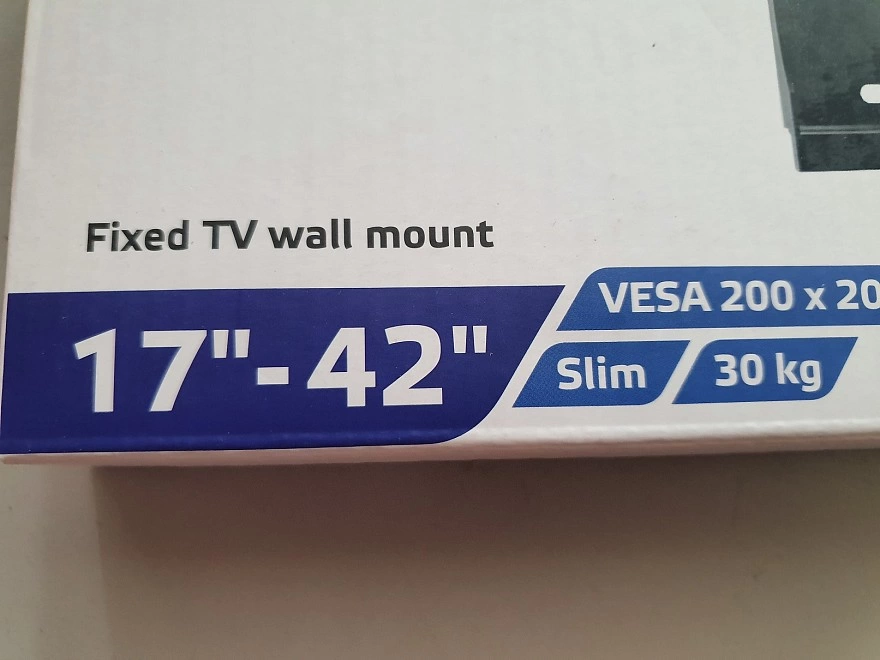 Fixed TV wall mount
17"-42"
VESA 200 x 20
Slim
30 kg